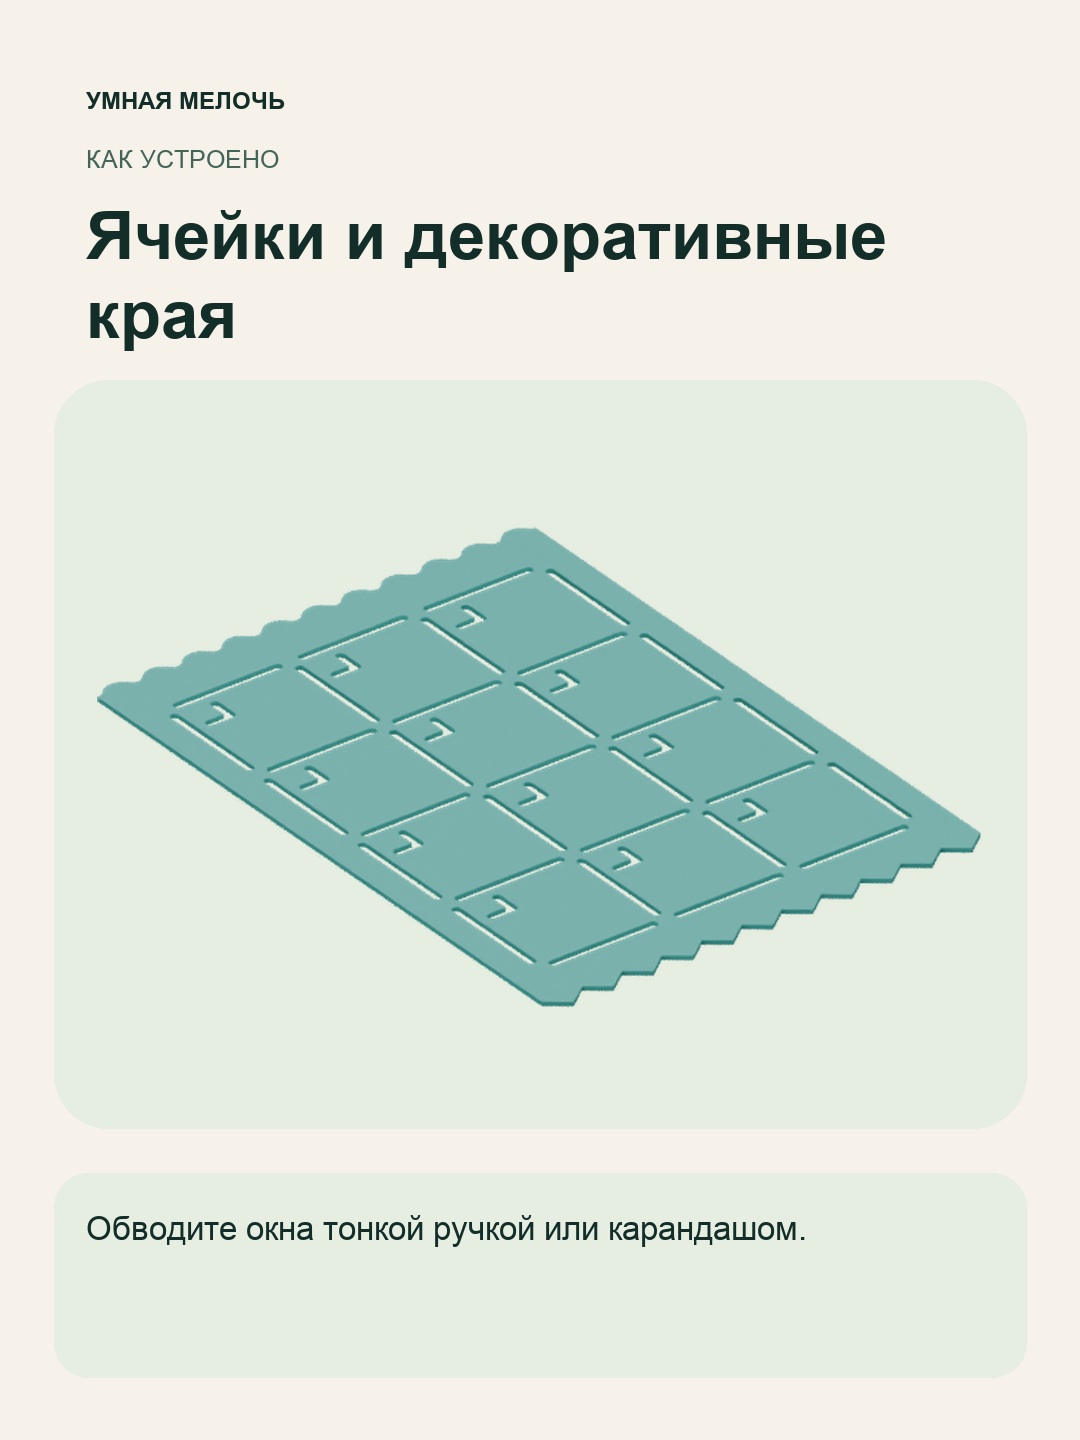 УМНАЯ МЕЛОЧЬ
КАК УСТРОЕНО
Ячейки и декоративные
края
Обводите окна тонкой ручкой или карандашом.